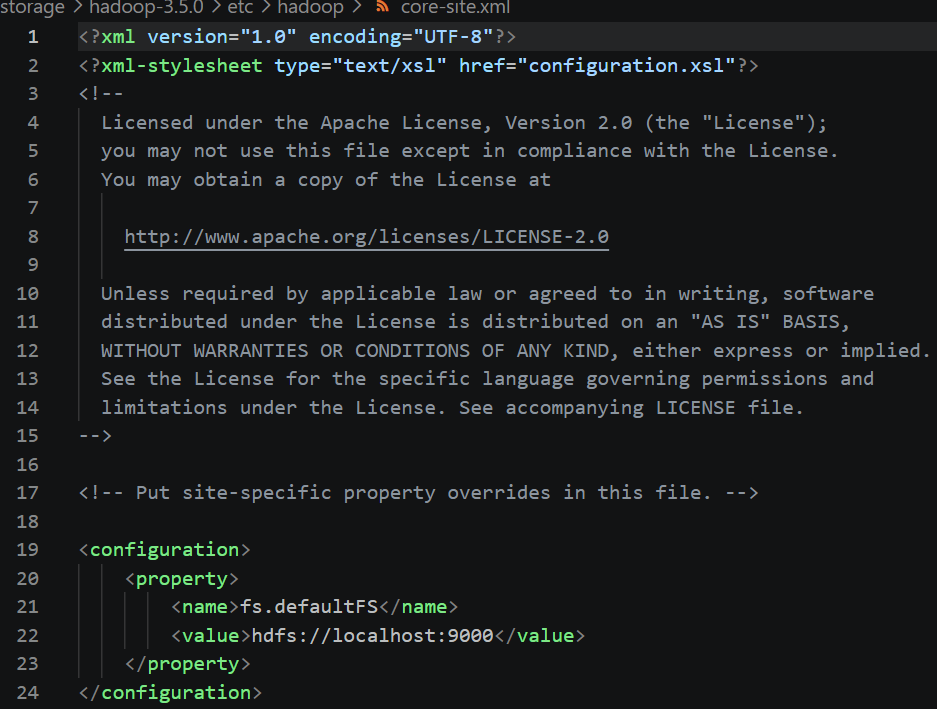 storage > hadoop-3.5.0 > etc > hadoop > core-site.xml
1 <?xml version="1.0" encoding="UTF-8"?>
2 <?xml-stylesheet type="text/xsl" href="configuration.xsl"?>
3 <!--
4   Licensed under the Apache License, Version 2.0 (the "License");
5   you may not use this file except in compliance with the License.
6   You may obtain a copy of the License at
7
8     http://www.apache.org/licenses/LICENSE-2.0
9
10   Unless required by applicable law or agreed to in writing, software
11   distributed under the License is distributed on an "AS IS" BASIS,
12   WITHOUT WARRANTIES OR CONDITIONS OF ANY KIND, either express or implied.
13   See the License for the specific language governing permissions and
14   limitations under the License. See accompanying LICENSE file.
15 -->
16
17 <!-- Put site-specific property overrides in this file. -->
18
19 <configuration>
20     <property>
21         <name>fs.defaultFS</name>
22         <value>hdfs://localhost:9000</value>
23     </property>
24 </configuration>